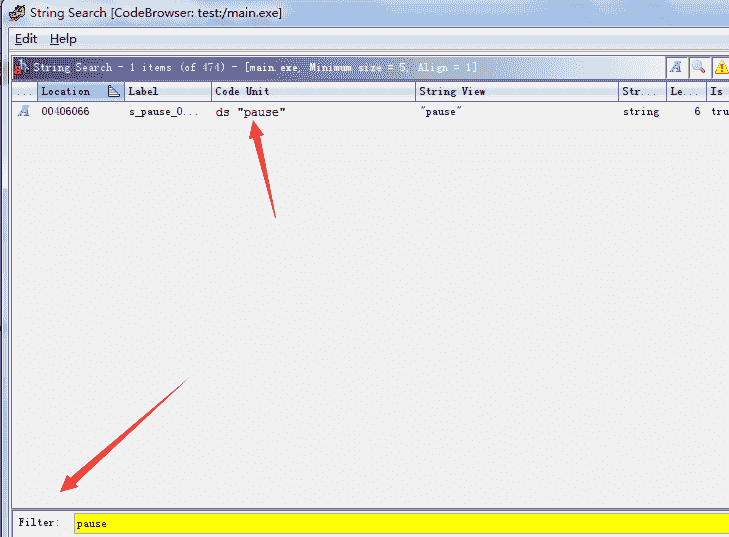 String Search [CodeBrowser: test:/main.exe]
Edit Help
String Search - 1 items (of 474) - [main.exe, Minimum size = 5, Align = 1]
... Location Label Code Unit String View Str... Le... Is
A 00406066 s_pause_0... ds "pause" "pause" string 6 tru
Filter: pause